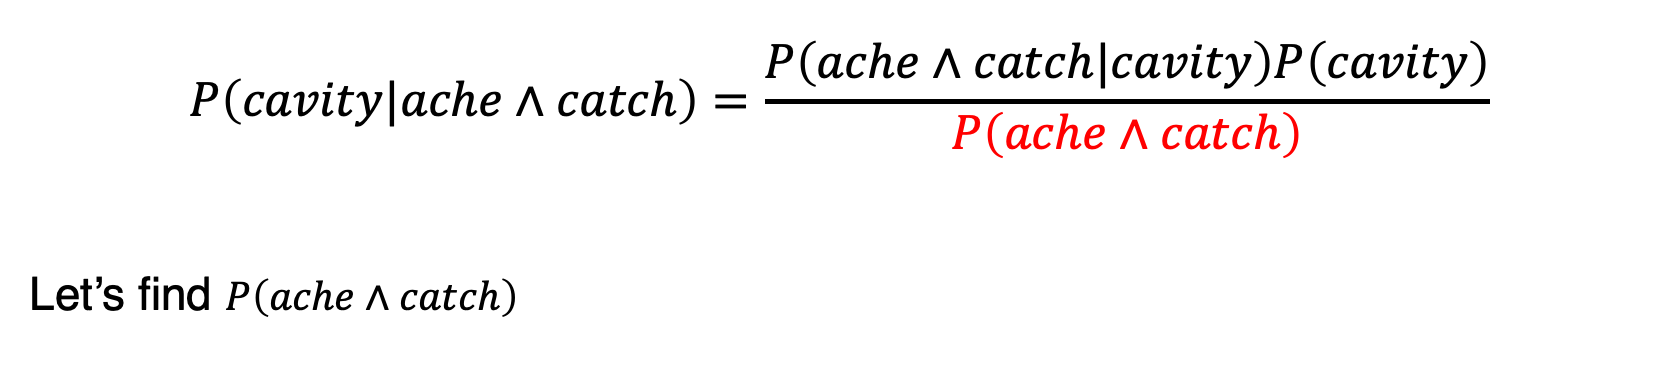 P(cavity|ache ∧ catch) = P(ache ∧ catch|cavity)P(cavity) / P(ache ∧ catch)
Let's find P(ache ∧ catch)